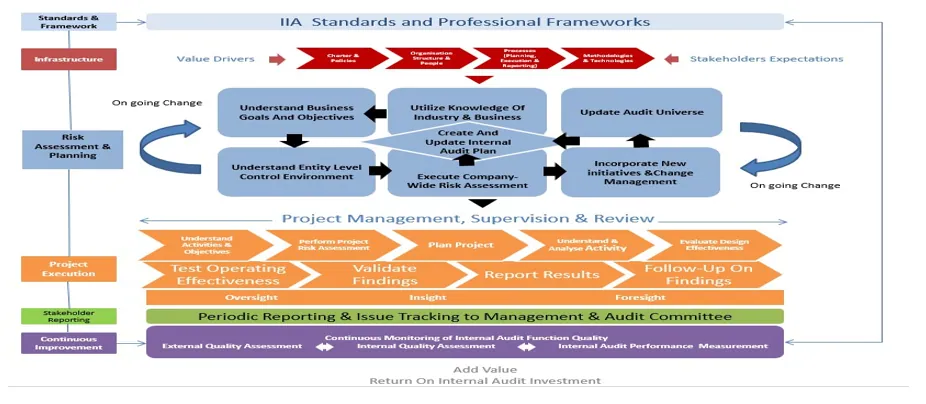 Standards &
Framework
IIA Standards and Professional Frameworks
Infrastructure
Value Drivers
Charter &
Policies
Organisation
Structure &
People
Processes
(Planning,
Execution &
Reporting)
Methodologies
& Technologies
Stakeholders Expectations
On going Change
Risk
Assessment &
Planning
Understand Business
Goals And Objectives
Utilize Knowledge Of
Industry & Business
Update Audit Universe
Create And
Update Internal
Audit Plan
Understand Entity Level
Control Environment
Execute Company-
Wide Risk Assessment
Incorporate New
initiatives &Change
Management
On going Change
Project Management, Supervision & Review
Project
Execution
Understand
Activities &
Objectives
Perform Project
Risk Assessment
Plan Project
Understand &
Analyse Activity
Evaluate Design
Effectiveness
Test Operating
Effectiveness
Validate
Findings
Report Results
Follow-Up On
Findings
Oversight
Insight
Foresight
Stakeholder
Reporting
Periodic Reporting & Issue Tracking to Management & Audit Committee
Continuous
Improvement
Continuous Monitoring of Internal Audit Function Quality
External Quality Assessment
Internal Quality Assessment
Internal Audit Performance Measurement
Add Value
Return On Internal Audit Investment